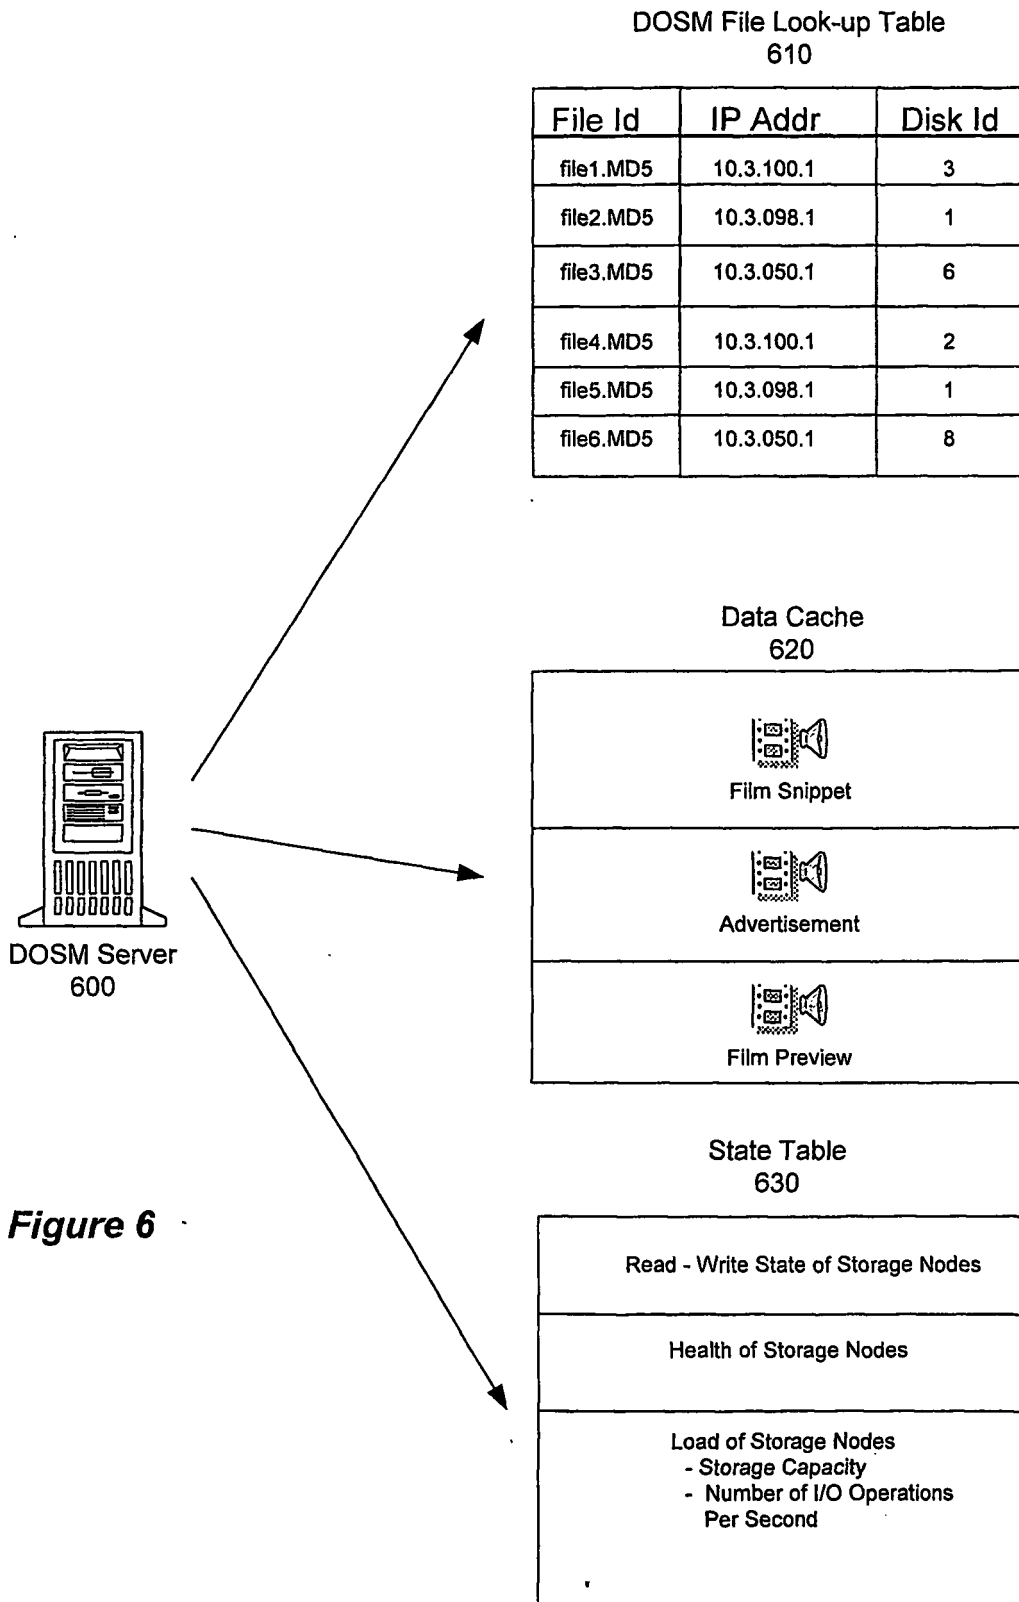 DOSM File Look-up Table
610
File Id IP Addr Disk Id
file1.MD5 10.3.100.1 3
file2.MD5 10.3.098.1 1
file3.MD5 10.3.050.1 6
file4.MD5 10.3.100.1 2
file5.MD5 10.3.098.1 1
file6.MD5 10.3.050.1 8
Data Cache
620
Film Snippet
Advertisement
Film Preview
DOSM Server
600
State Table
630
Read - Write State of Storage Nodes
Health of Storage Nodes
Load of Storage Nodes
- Storage Capacity
- Number of I/O Operations
Per Second
Figure 6